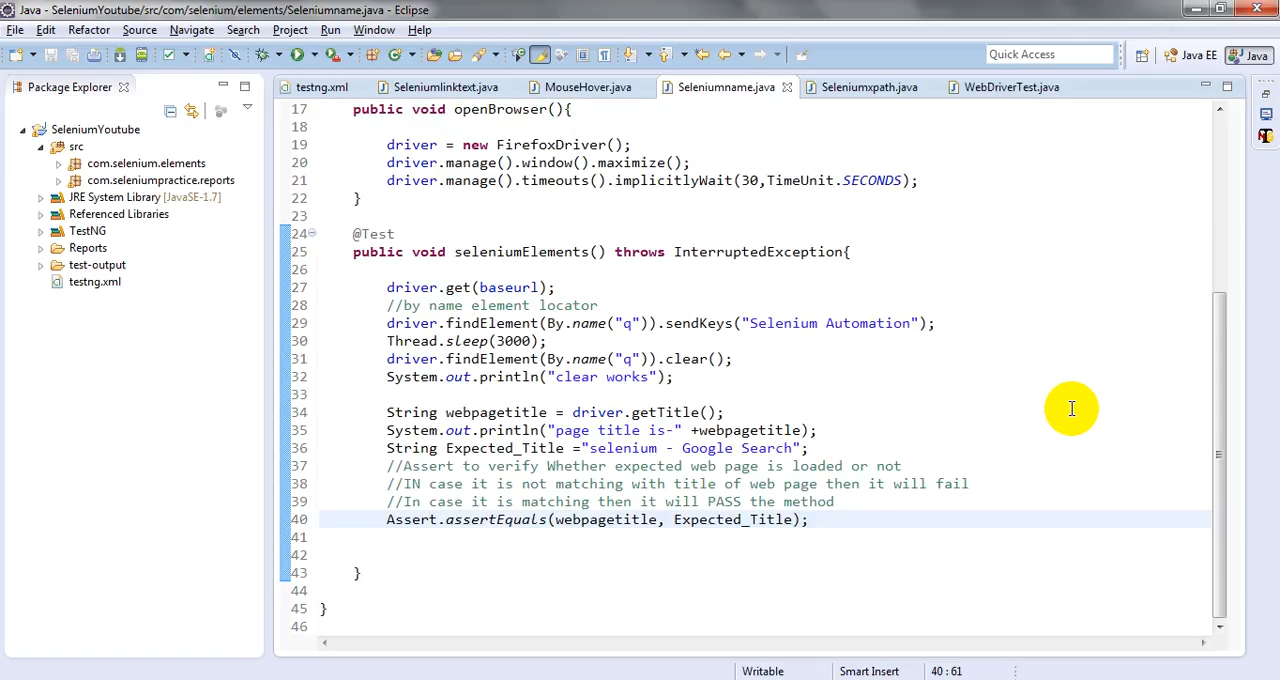 Java - SeleniumYoutube/src/com/selenium/elements/Seleniumname.java - Eclipse
File Edit Refactor Source Navigate Search Project Run Window Help
Quick Access
Java EE
Java
Package Explorer
SeleniumYoutube
src
com.selenium.elements
com.seleniumpractice.reports
JRE System Library [JavaSE-1.7]
Referenced Libraries
TestNG
Reports
test-output
testng.xml
testng.xml Seleniumlinktext.java MouseHover.java Seleniumname.java Seleniumxpath.java WebDriverTest.java
17 public void openBrowser(){
18
19 driver = new FirefoxDriver();
20 driver.manage().window().maximize();
21 driver.manage().timeouts().implicitlyWait(30,TimeUnit.SECONDS);
22 }
23
24 @Test
25 public void seleniumElements() throws InterruptedException{
26
27 driver.get(baseurl);
28 //by name element locator
29 driver.findElement(By.name("q")).sendKeys("Selenium Automation");
30 Thread.sleep(3000);
31 driver.findElement(By.name("q")).clear();
32 System.out.println("clear works");
33
34 String webpagetitle = driver.getTitle();
35 System.out.println("page title is-" +webpagetitle);
36 String Expected_Title ="selenium - Google Search";
37 //Assert to verify Whether expected web page is loaded or not
38 //IN case it is not matching with title of web page then it will fail
39 //In case it is matching then it will PASS the method
40 Assert.assertEquals(webpagetitle, Expected_Title);
41
42
43 }
44
45 }
46
Writable Smart Insert 40 : 61